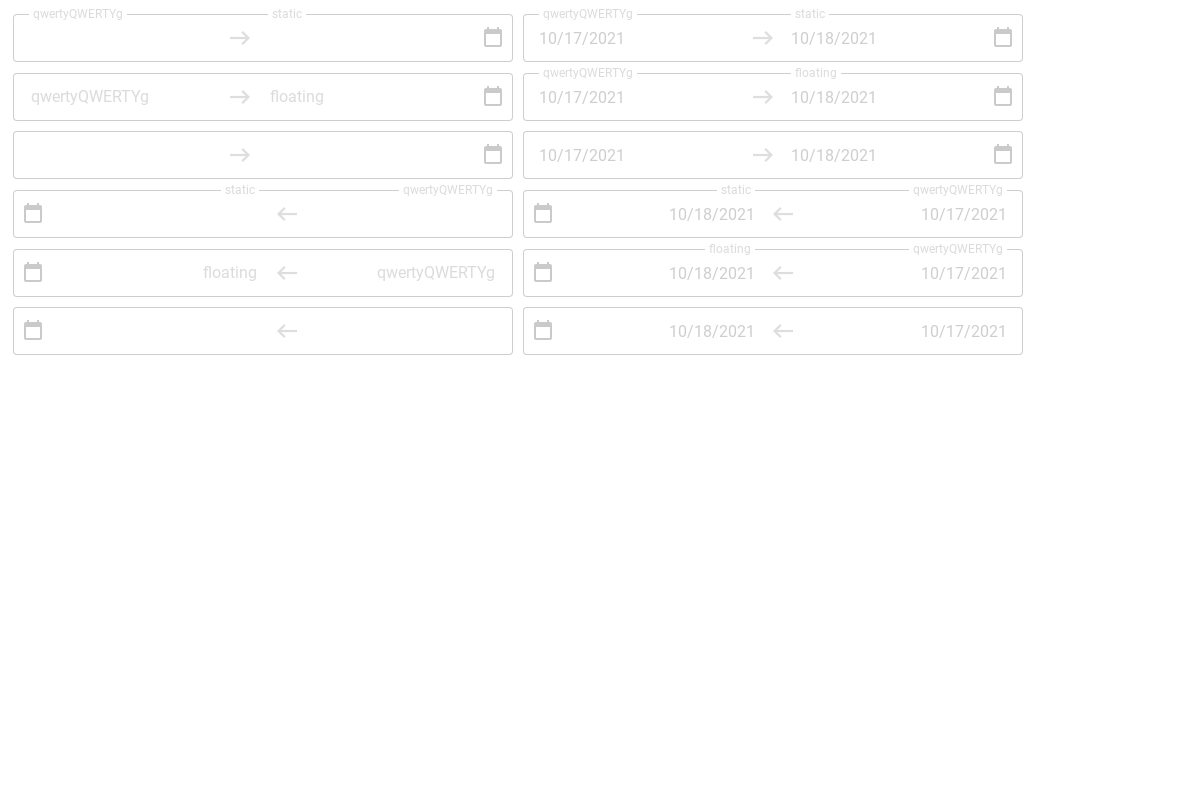 qwertyQWERTYg static qwertyQWERTYg static
10/17/2021 10/18/2021
qwertyQWERTYg floating
qwertyQWERTYg floating 10/17/2021 10/18/2021
10/17/2021 10/18/2021
static qwertyQWERTYg static qwertyQWERTYg
10/18/2021 10/17/2021
floating qwertyQWERTYg
floating qwertyQWERTYg 10/18/2021 10/17/2021
10/18/2021 10/17/2021